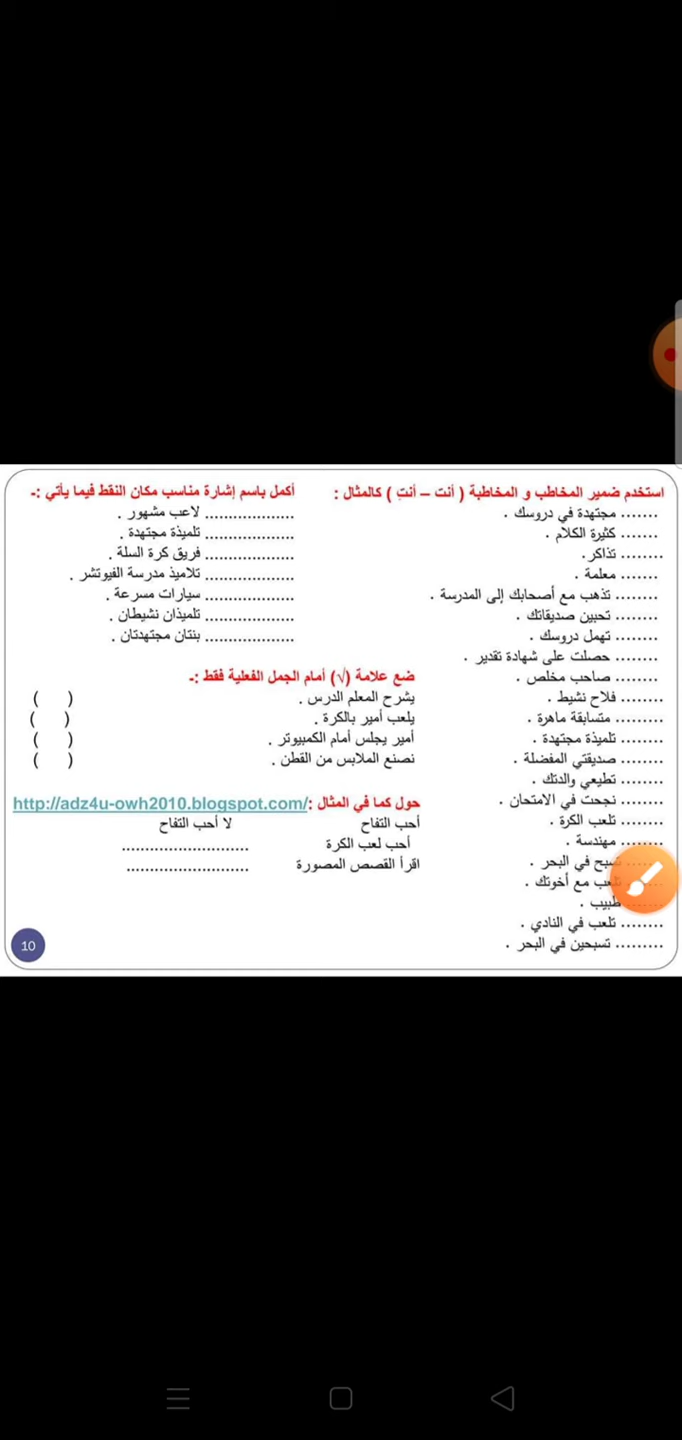 استخدم ضمير المخاطب و المخاطبة ( أنت – أنتِ ) كالمثال :
....... مجتهدة في دروسك .
....... كثيرة الكلام .
........ تذاكر .
....... معلمة .
........ تذهب مع أصحابك إلى المدرسة .
........ تحبين صديقاتك .
........ تهمل دروسك .
........ حصلت على شهادة تقدير .
........ صاحب مخلص .
........ فلاح نشيط .
......... متسابقة ماهرة .
........ تلميذة مجتهدة .
........ صديقتي المفضلة .
........ تطيعي والدتك .
........ نجحت في الامتحان .
........ تلعب الكرة .
........ مهندسة .
تسبح في البحر .
تلعب مع أخوتك .
طبيب .
........ تلعب في النادي .
......... تسبحين في البحر .
أكمل باسم إشارة مناسب مكان النقط فيما يأتي :-
................... لاعب مشهور .
................... تلميذة مجتهدة .
................... فريق كرة السلة .
................... تلاميذ مدرسة الفيوتشر .
................... سيارات مسرعة .
................... تلميذان نشيطان .
................... بنتان مجتهدتان .
ضع علامة (√) أمام الجمل الفعلية فقط :-
يشرح المعلم الدرس . ( )
يلعب أمير بالكرة . ( )
أمير يجلس أمام الكمبيوتر . ( )
نصنع الملابس من القطن . ( )
حول كما في المثال : http://adz4u-owh2010.blogspot.com/
أحب التفاح لا أحب التفاح
أحب لعب الكرة ...........................
اقرأ القصص المصورة ..........................
10